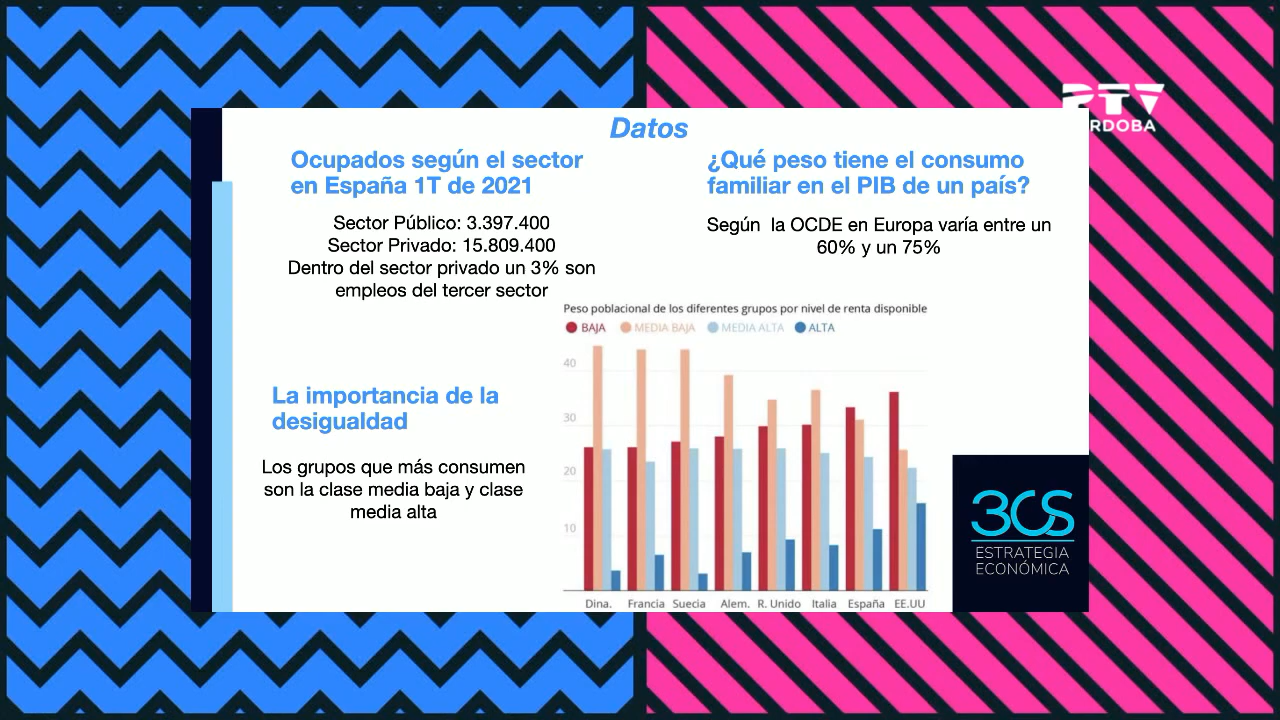 PTV
RDOBA
Datos
Ocupados según el sector
en España 1T de 2021
Sector Público: 3.397.400
Sector Privado: 15.809.400
Dentro del sector privado un 3% son
empleos del tercer sector
¿Qué peso tiene el consumo
familiar en el PIB de un país?
Según la OCDE en Europa varía entre un
60% y un 75%
La importancia de la
desigualdad
Los grupos que más consumen
son la clase media baja y clase
media alta
Peso poblacional de los diferentes grupos por nivel de renta disponible
BAJA MEDIA BAJA MEDIA ALTA ALTA
40
30
20
10
Dina. Francia Suecia Alem. R. Unido Italia España EE.UU
3CS
ESTRATEGIA
ECONÓMICA